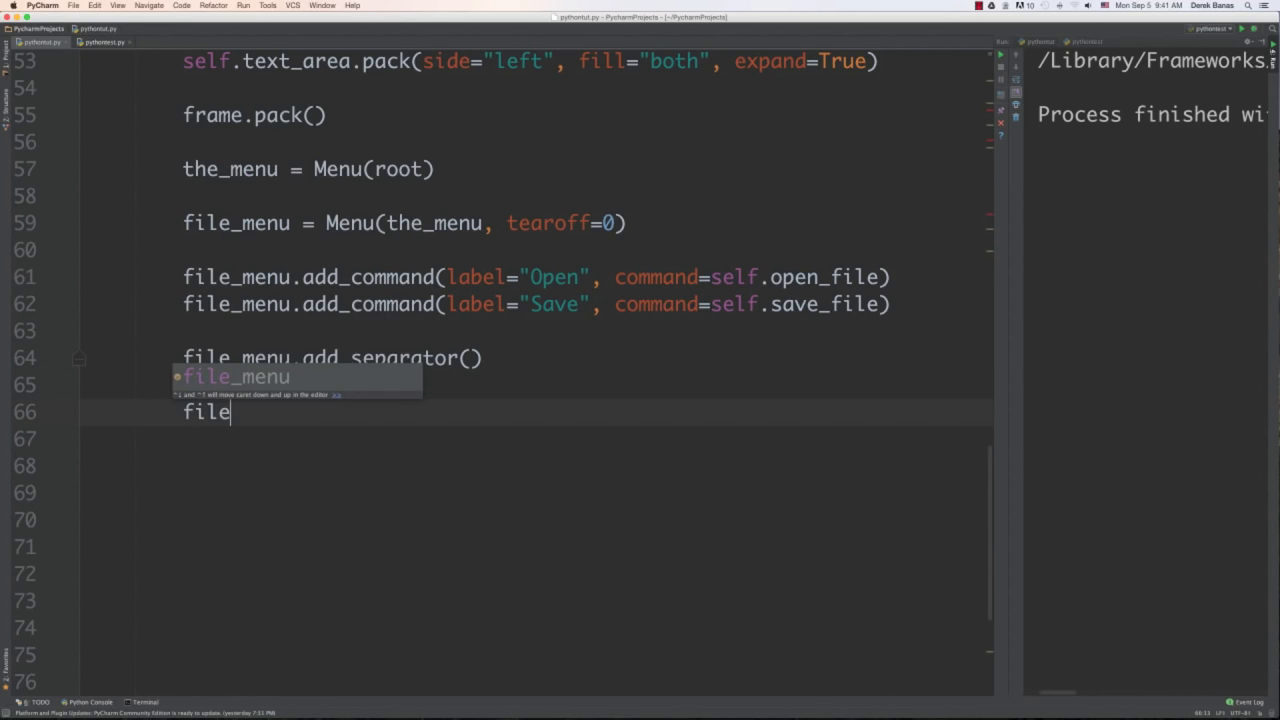 PyCharm File Edit View Navigate Code Refactor Run Tools VCS Window Help 10 Mon Sep 5 9:41 AM Derek Banas
pythontut.py - PycharmProjects - [~/PycharmProjects]
PycharmProjects pythontut.py pythontest
pythontut.py pythontest.py Run: pythontut pythontest
53 self.text_area.pack(side="left", fill="both", expand=True)
54
55 frame.pack()
56
57 the_menu = Menu(root)
58
59 file_menu = Menu(the_menu, tearoff=0)
60
61 file_menu.add_command(label="Open", command=self.open_file)
62 file_menu.add_command(label="Save", command=self.save_file)
63
64 file_menu.add_separator()
65
file_menu
^↓ and ^↑ will move caret down and up in the editor >>
66 file
67
68
69
70
71
72
73
74
75
76
/Library/Frameworks
Process finished wi
1: Project
7: Structure
2: Favorites
Run
6: TODO Python Console Terminal Event Log
Platform and Plugin Updates: PyCharm Community Edition is ready to update. (yesterday 7:51 PM) 66:13 LF÷ UTF-8÷